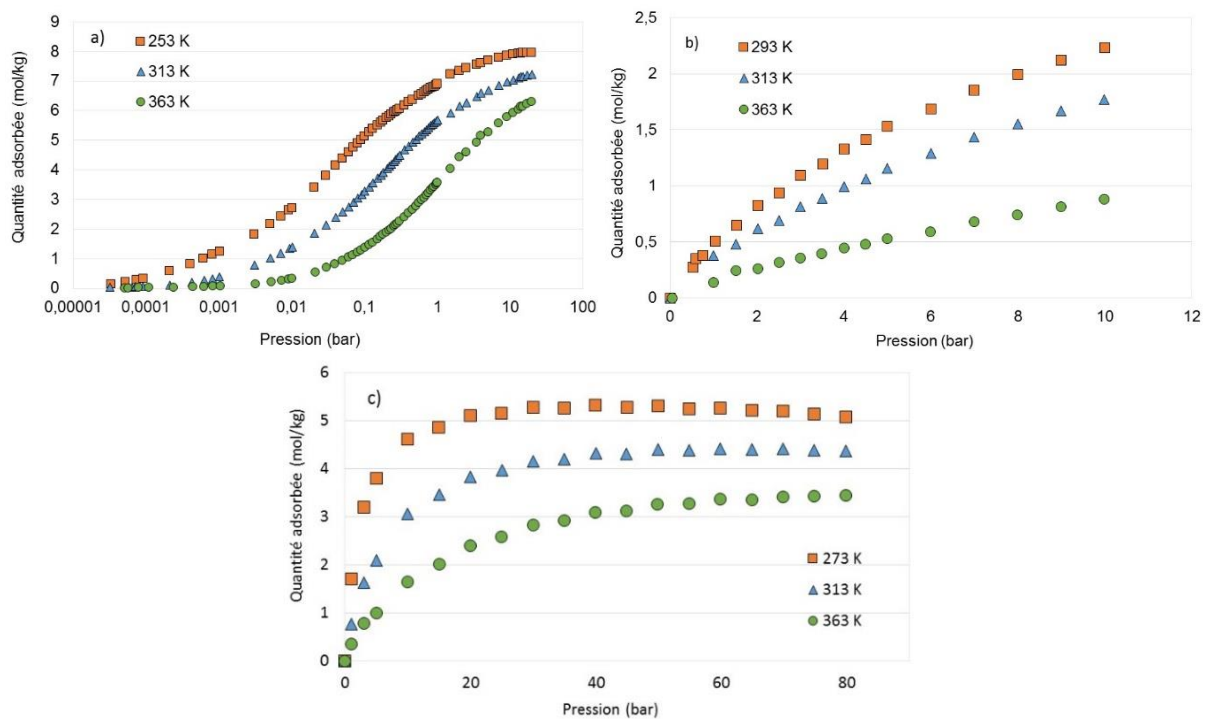 a)
253 K
313 K
363 K
Quantité adsorbée (mol/kg)
9
8
7
6
5
4
3
2
1
0
0,00001 0,0001 0,001 0,01 0,1 1 10 100
Pression (bar)
b)
293 K
313 K
363 K
Quantité adsorbée (mol/kg)
2,5
2
1,5
1
0,5
0
0 2 4 6 8 10 12
Pression (bar)
c)
Quantité adsorbée (mol/kg)
6
5
4
3
2
1
0
273 K
313 K
363 K
0 20 40 60 80
Pression (bar)